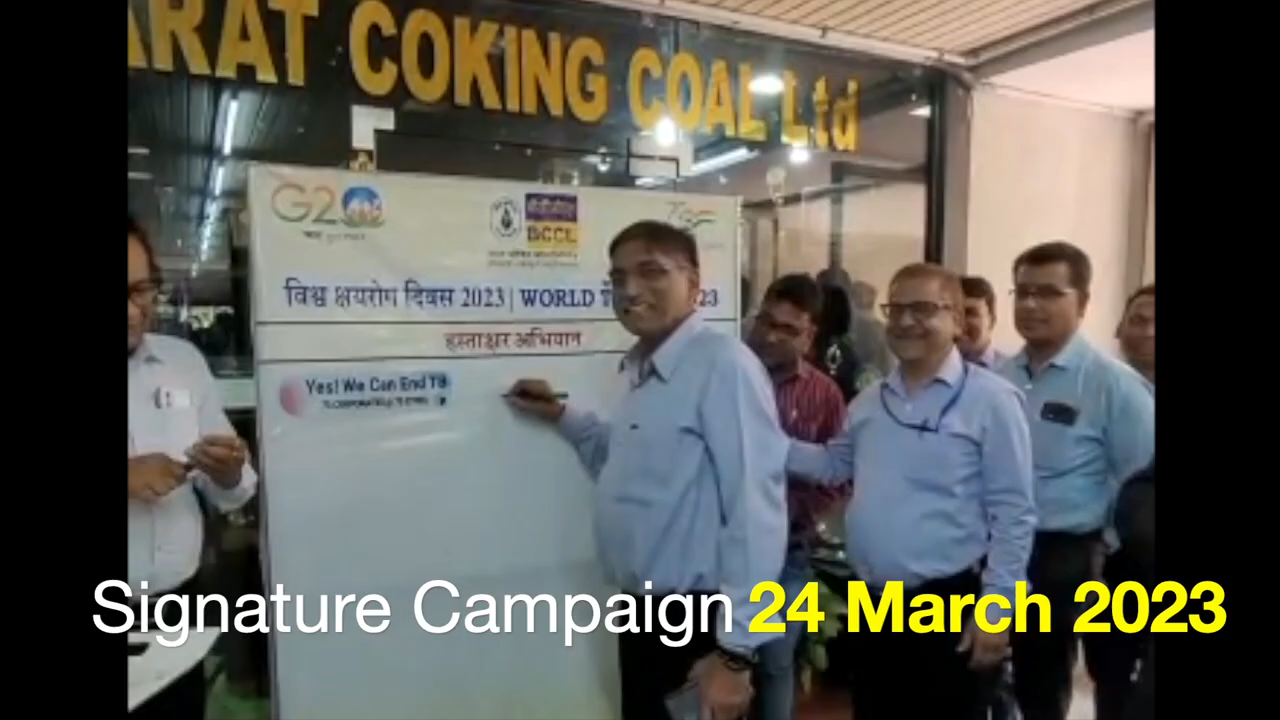 ARAT COKING COAL Ltd
G20
बीसीसीएल
BCCL
विश्व क्षयरोग दिवस 2023 | WORLD T 23
हस्ताक्षर अभियान
Yes! We Can End TB
Signature Campaign 24 March 2023